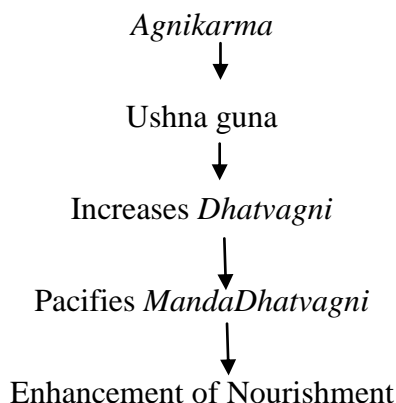 Agnikarma
Ushna guna
Increases Dhatvagni
Pacifies MandaDhatvagni
Enhancement of Nourishment